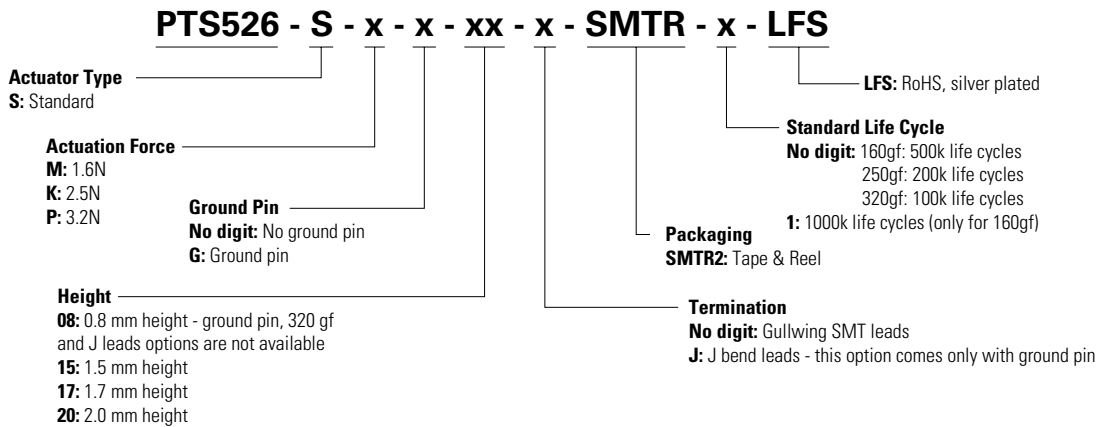 PTS526 - S - x - x - xx - x - SMTR - x - LFS
Actuator Type
S: Standard
Actuation Force
M: 1.6N
K: 2.5N
P: 3.2N
Ground Pin
No digit: No ground pin
G: Ground pin
Height
08: 0.8 mm height - ground pin, 320 gf
and J leads options are not available
15: 1.5 mm height
17: 1.7 mm height
20: 2.0 mm height
LFS: RoHS, silver plated
Standard Life Cycle
No digit: 160gf: 500k life cycles
250gf: 200k life cycles
320gf: 100k life cycles
1: 1000k life cycles (only for 160gf)
Packaging
SMTR2: Tape & Reel
Termination
No digit: Gullwing SMT leads
J: J bend leads - this option comes only with ground pin